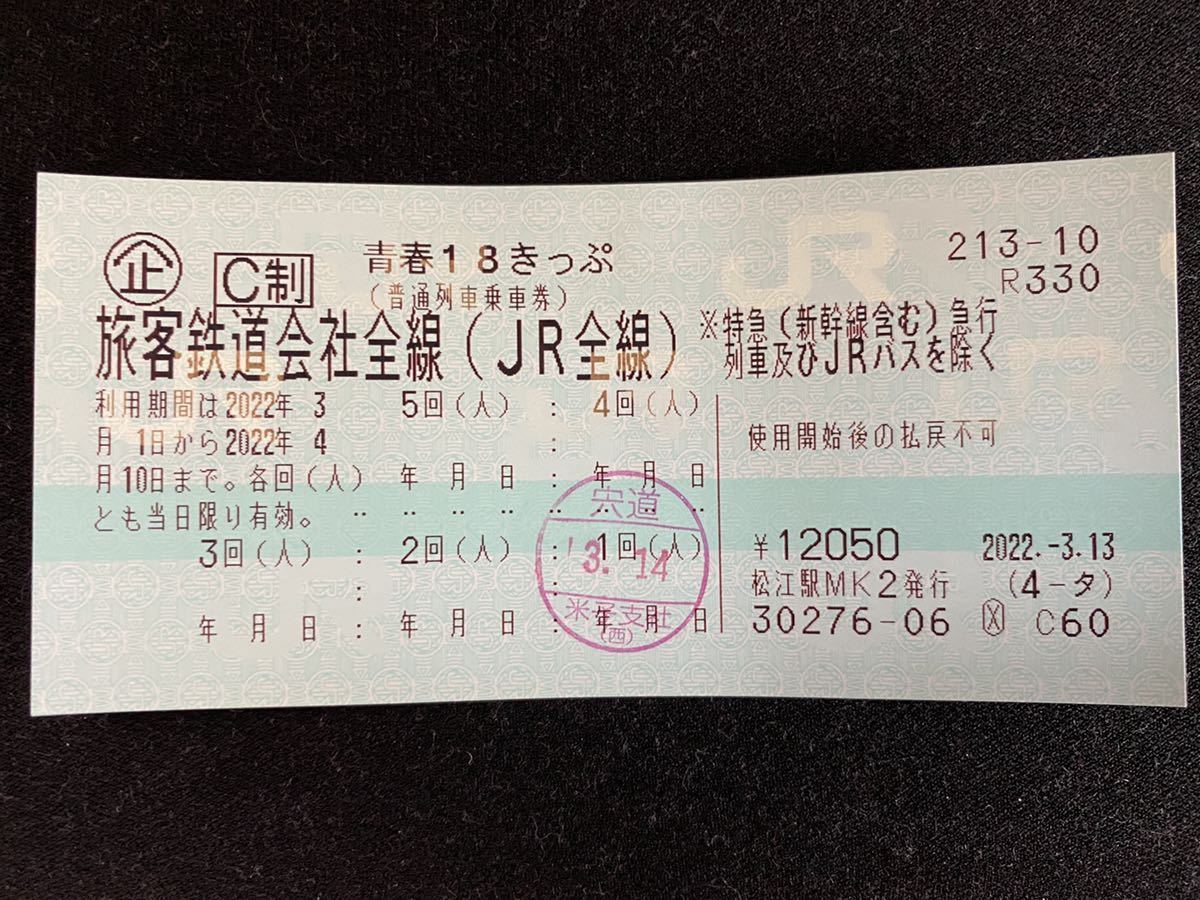 企 C制 青春18きっぷ 213-10
(普通列車乗車券) R330
旅客鉄道会社全線(JR全線) ※特急(新幹線含む)急行
列車及びJRバスを除く
利用期間は2022年 3
月 1日から2022年 4
月10日まで。各回(人)
とも当日限り有効。
5回(人) : 4回(人)
:
年 月 日 : 年 月 日
3回(人) : 2回(人) : 1回(人)
: :
年 月 日 : 年 月 日 : 年 月 日
宍道
3.14
米子支社
(西)
使用開始後の払戻不可
¥12050 2022.-3.13
松江駅MK2発行 (4-タ)
30276-06 X C60